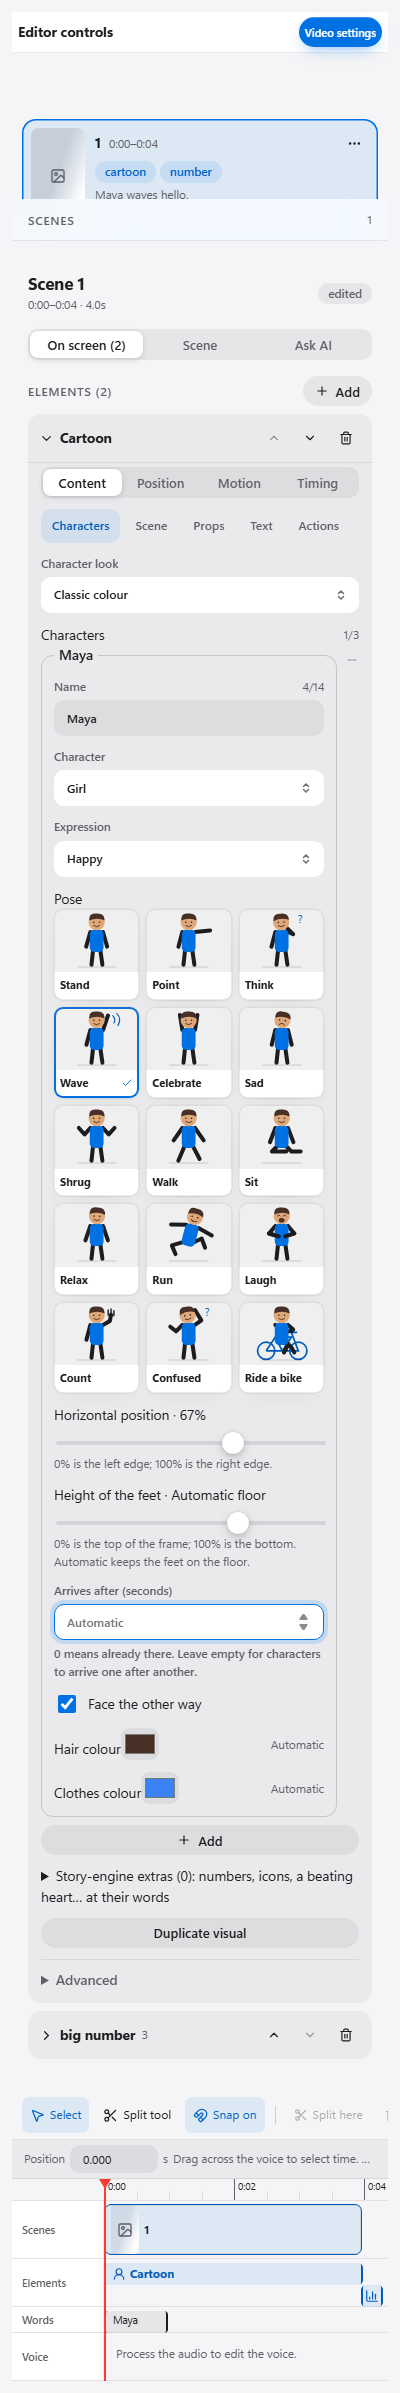 Editor controls
Video settings
1 0:00–0:04
cartoon number
Maya waves hello.
SCENES 1
Scene 1
0:00–0:04 · 4.0s
edited
On screen (2) Scene Ask AI
ELEMENTS (2) + Add
Cartoon
Content Position Motion Timing
Characters Scene Props Text Actions
Character look
Classic colour
Characters 1/3
Maya
Name 4/14
Maya
Character
Girl
Expression
Happy
Pose
Stand Point Think
Wave Celebrate Sad
Shrug Walk Sit
Relax Run Laugh
Count Confused Ride a bike
Horizontal position · 67%
0% is the left edge; 100% is the right edge.
Height of the feet · Automatic floor
0% is the top of the frame; 100% is the bottom.
Automatic keeps the feet on the floor.
Arrives after (seconds)
Automatic
0 means already there. Leave empty for characters
to arrive one after another.
Face the other way
Hair colour Automatic
Clothes colour Automatic
+ Add
Story-engine extras (0): numbers, icons, a beating
heart… at their words
Duplicate visual
Advanced
big number 3
Select Split tool Snap on Split here
Position 0.000 s Drag across the voice to select time. ...
0:00 0:02 0:04
Scenes 1
Elements Cartoon
Words Maya
Voice Process the audio to edit the voice.